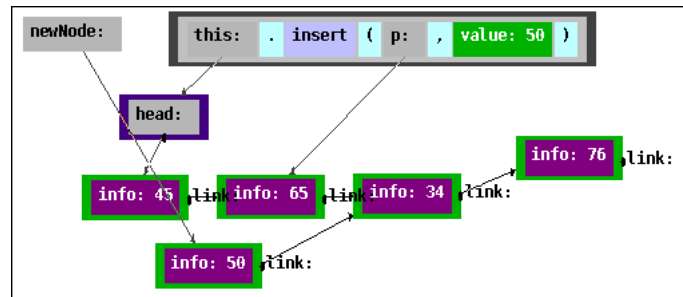 newNode:
this: . insert ( p: , value: 50 )
head:
info: 76 link:
info: 45 link: info: 65 link: info: 34 link:
info: 50 link: